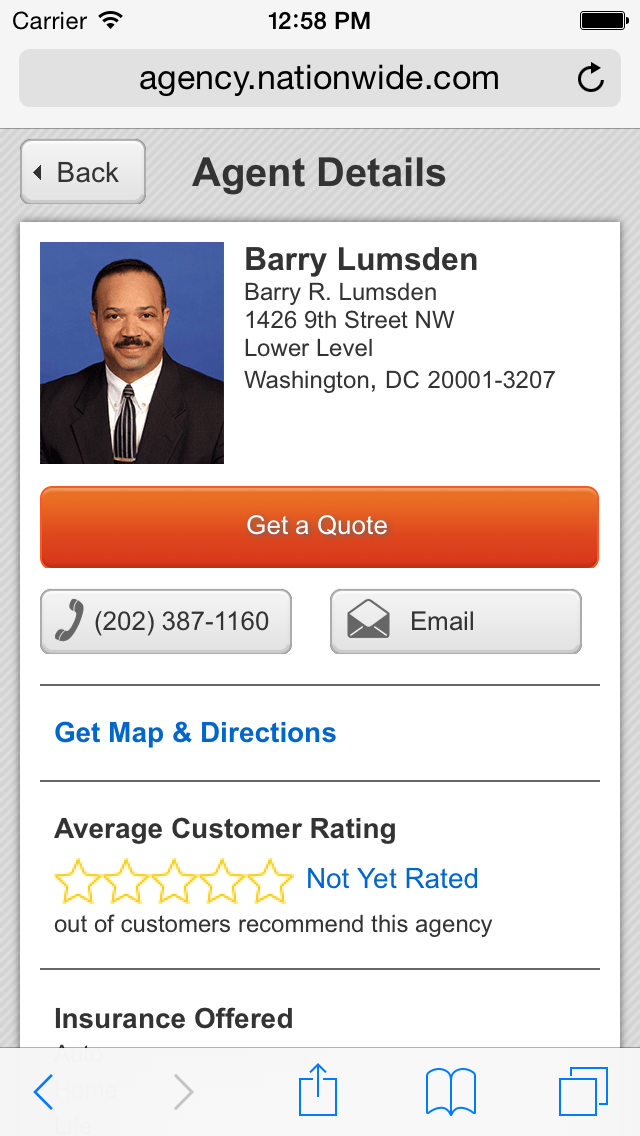 Carrier 12:58 PM
agency.nationwide.com
Back Agent Details
Barry Lumsden
Barry R. Lumsden
1426 9th Street NW
Lower Level
Washington, DC 20001-3207
Get a Quote
(202) 387-1160 Email
Get Map & Directions
Average Customer Rating
Not Yet Rated
out of customers recommend this agency
Insurance Offered
Auto
Home
Life